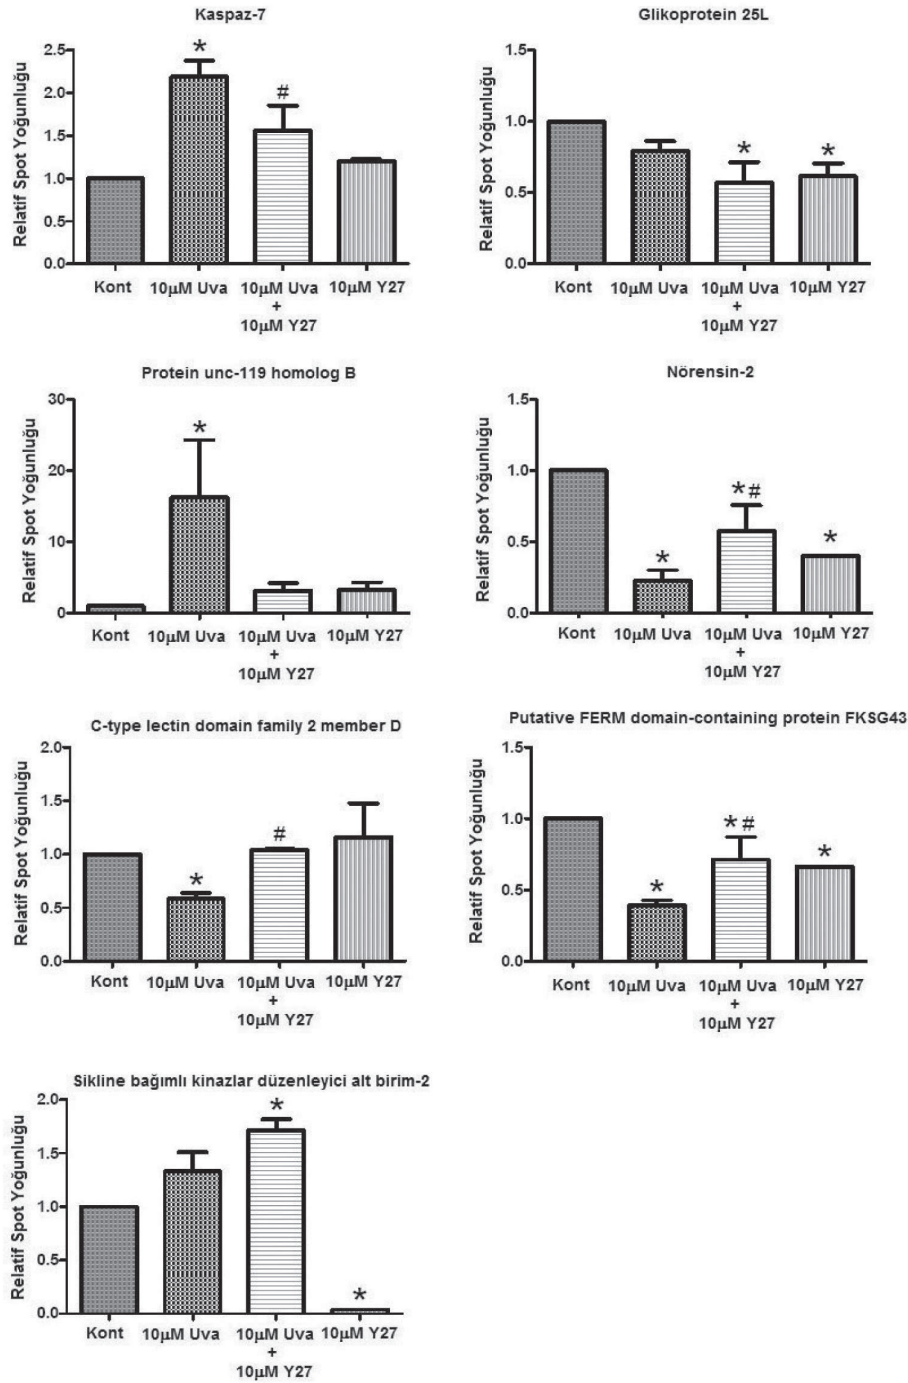 Kaspaz-7
Relatif Spot Yoğunluğu
2.5
2.0
1.5
1.0
0.5
0.0
*
#
Kont 10µM Uva 10µM Uva 10µM Y27
+
10µM Y27
Glikoprotein 25L
Relatif Spot Yoğunluğu
1.5
1.0
0.5
0.0
* *
Kont 10µM Uva 10µM Uva 10µM Y27
+
10µM Y27
Protein unc-119 homolog B
Relatif Spot Yoğunluğu
30
20
10
0
*
Kont 10µM Uva 10µM Uva 10µM Y27
+
10µM Y27
Nörensin-2
Relatif Spot Yoğunluğu
1.5
1.0
0.5
0.0
*
*#
*
Kont 10µM Uva 10µM Uva 10µM Y27
+
10µM Y27
C-type lectin domain family 2 member D
Relatif Spot Yoğunluğu
2.0
1.5
1.0
0.5
0.0
*
#
Kont 10µM Uva 10µM Uva 10µM Y27
+
10µM Y27
Putative FERM domain-containing protein FKSG43
Relatif Spot Yoğunluğu
1.5
1.0
0.5
0.0
*
*#
*
Kont 10µM Uva 10µM Uva 10µM Y27
+
10µM Y27
Sikline bağımlı kinazlar düzenleyici alt birim-2
Relatif Spot Yoğunluğu
2.0
1.5
1.0
0.5
0.0
*
*
Kont 10µM Uva 10µM Uva 10µM Y27
+
10µM Y27